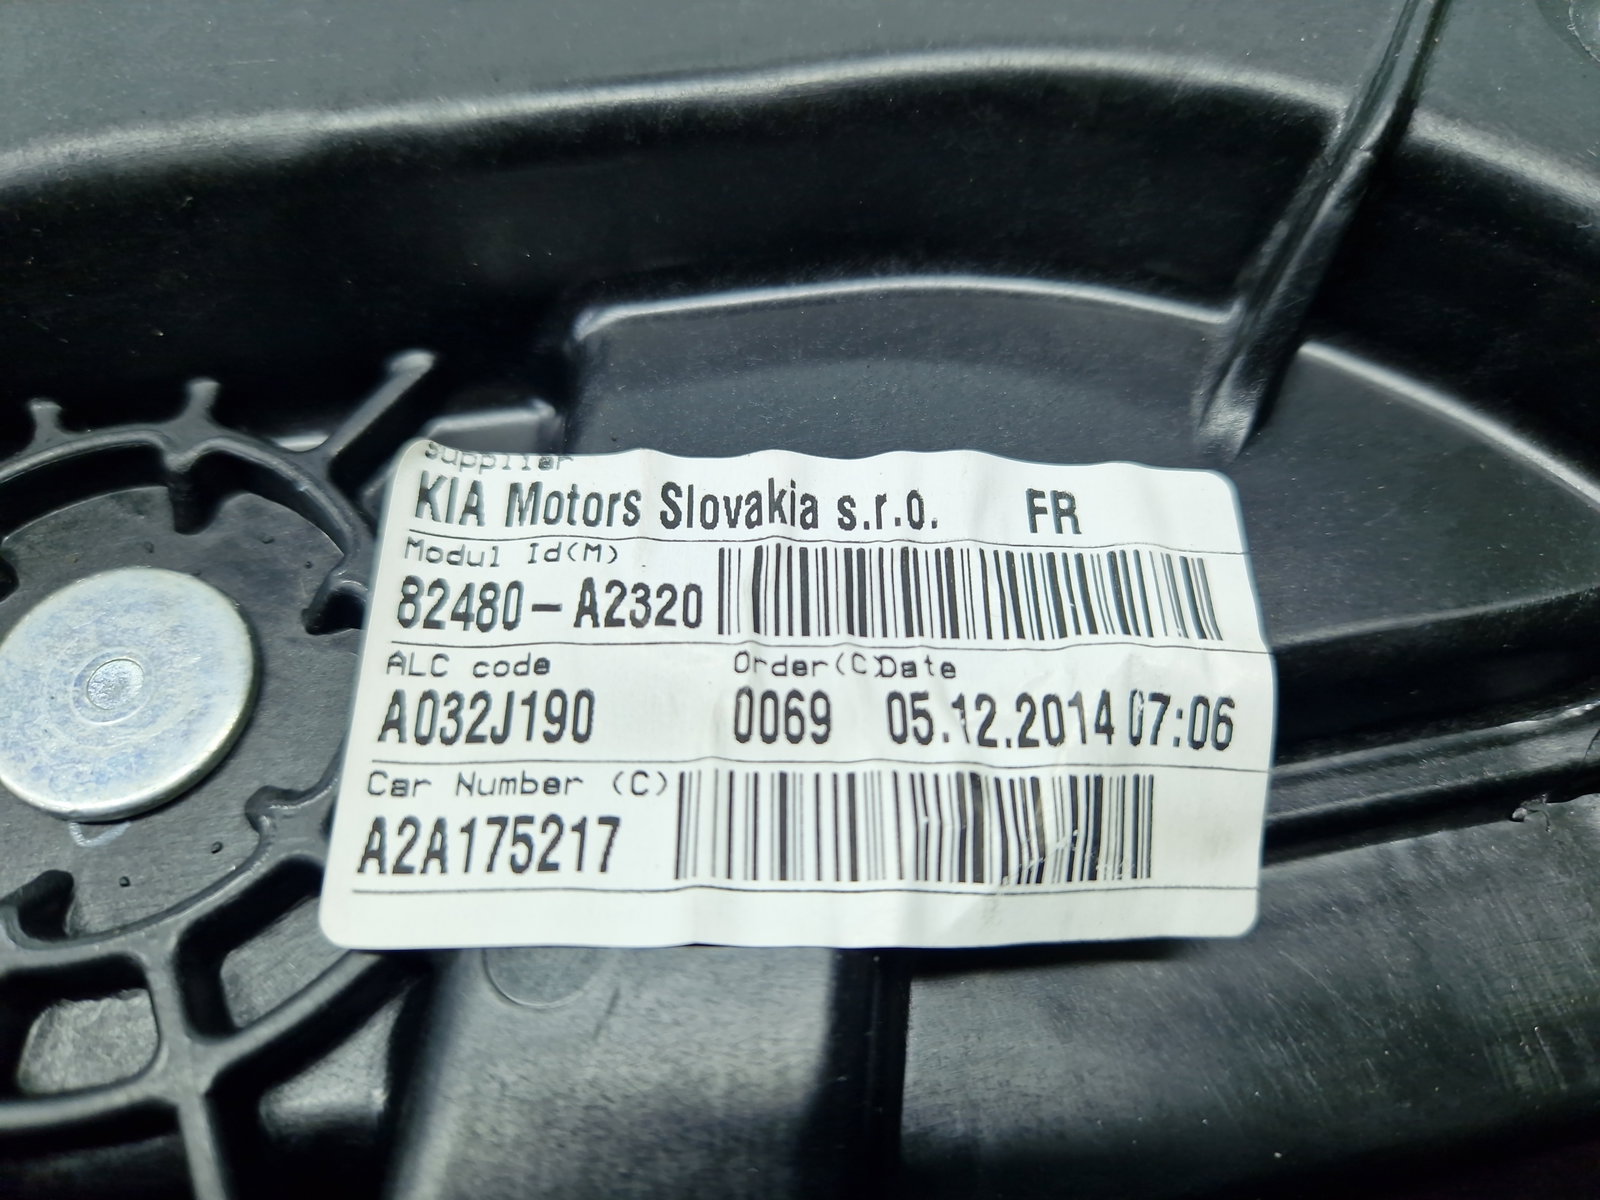 Supplier
KIA Motors Slovakia s.r.o. FR
Modul Id(M)
82480-A2320
ALC code Order(C)Date
A032J190 0069 05.12.2014 07:06
Car Number (C)
A2A175217